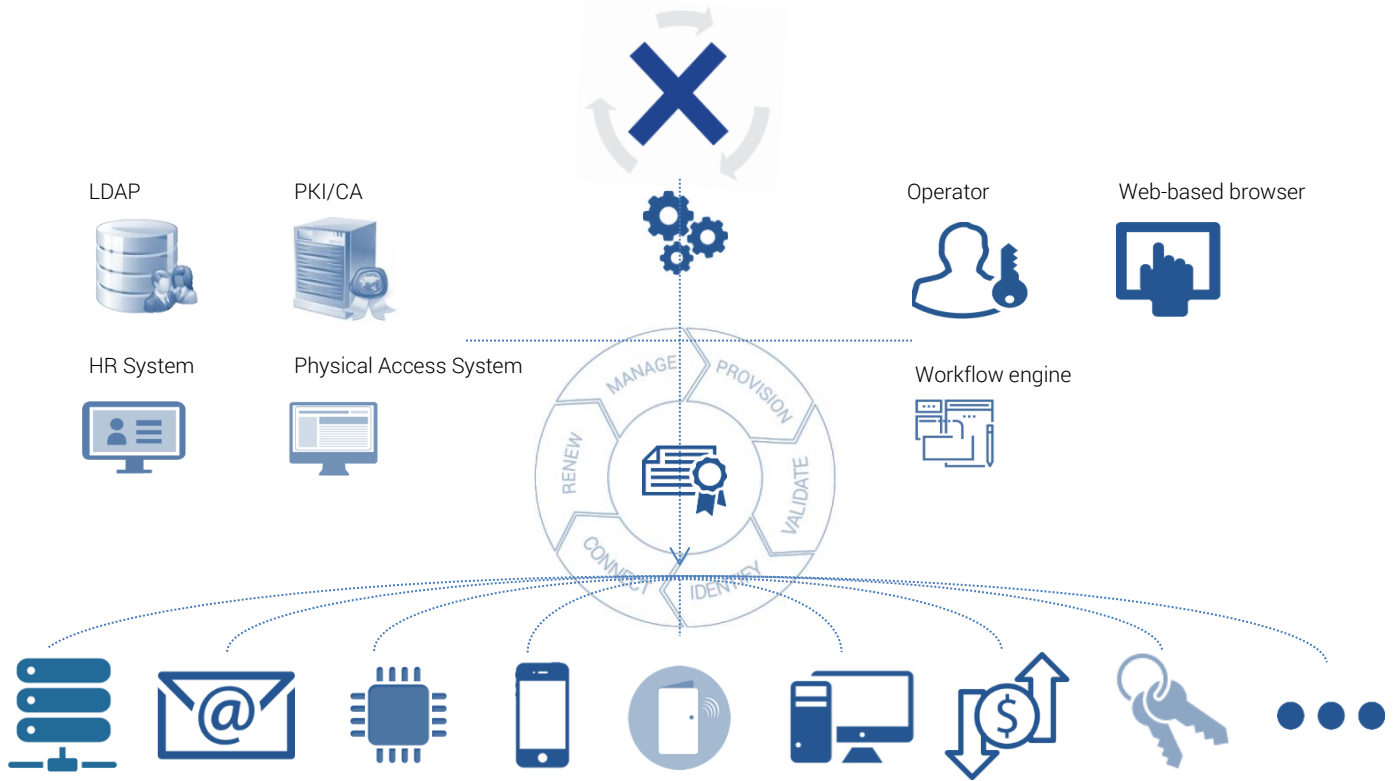 LDAP
PKI/CA
Operator
Web-based browser
HR System
Physical Access System
Workflow engine
MANAGE
PROVISION
VALIDATE
IDENTIFY
CONNECT
RENEW
@
$